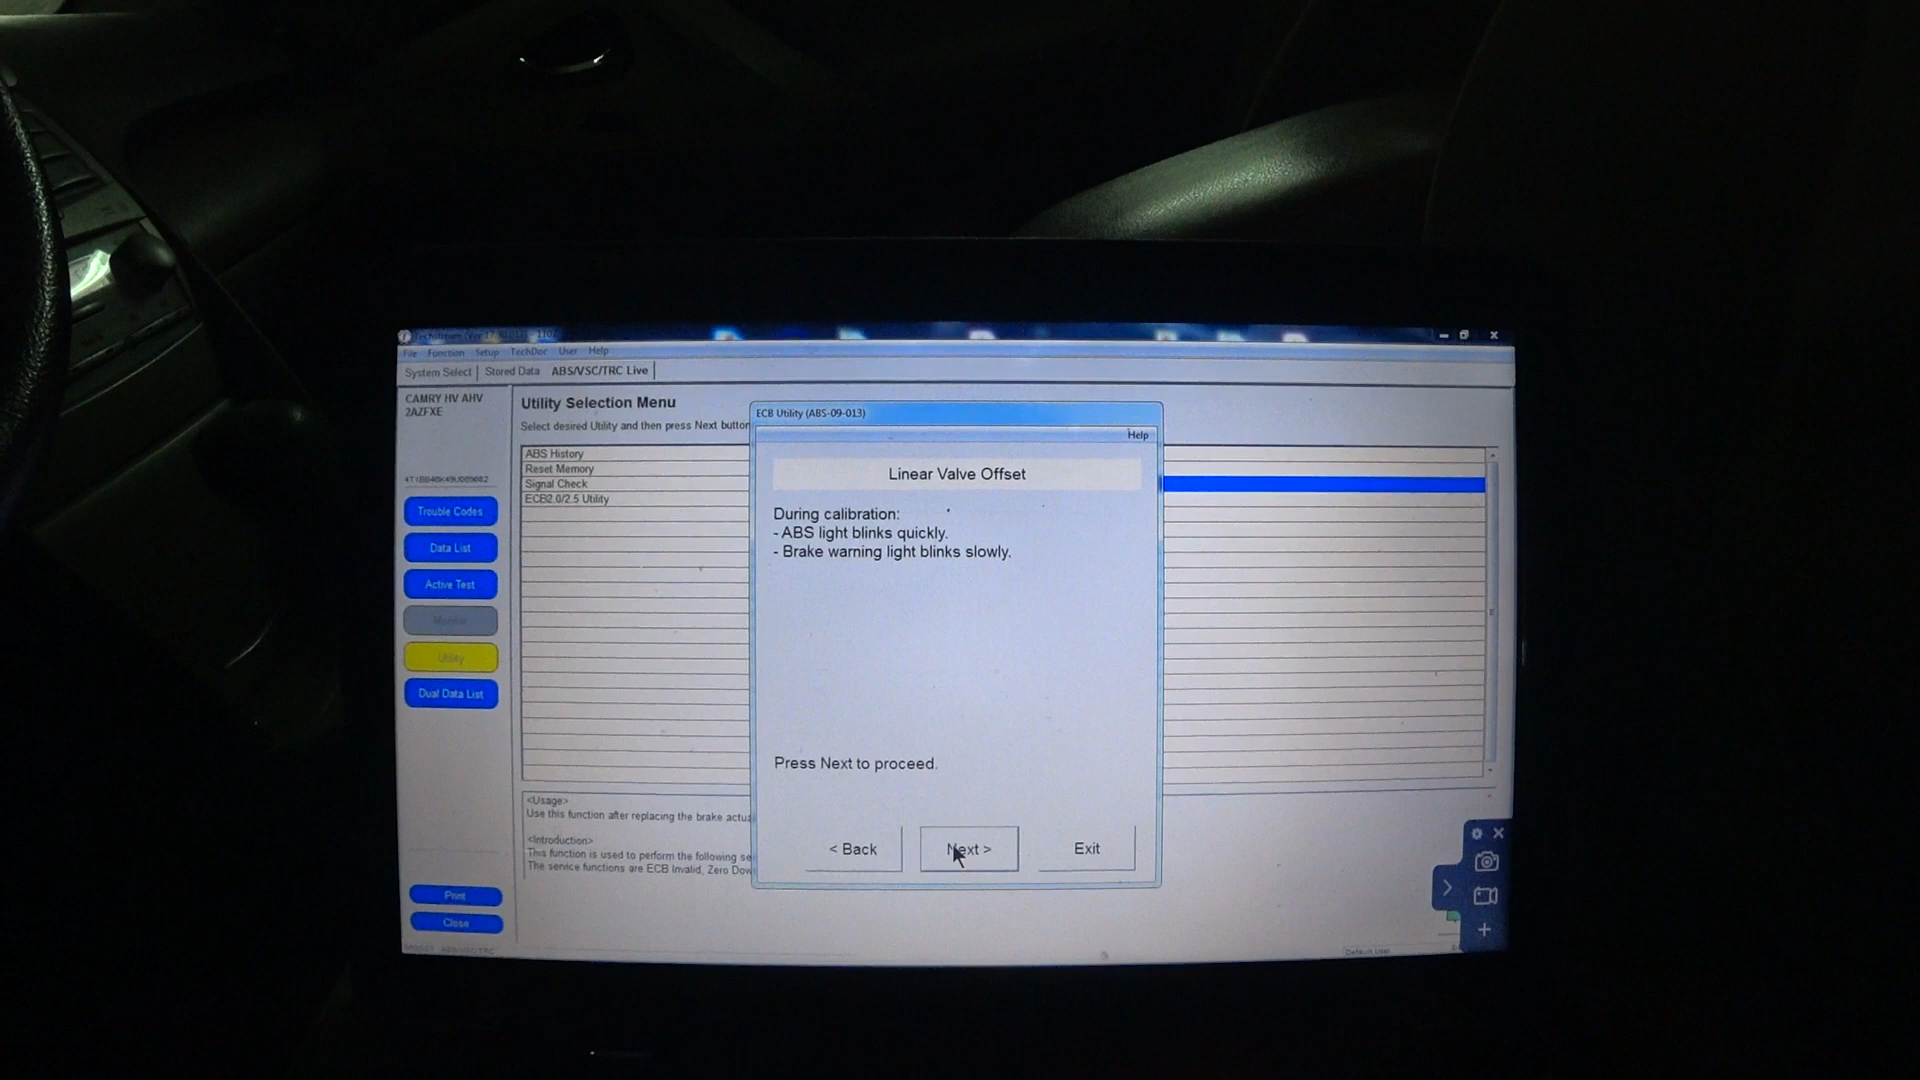 File Function Setup TechDoc User Help
System Select Stored Data ABS/VSC/TRC Live
CAMRY HV AHV
2AZFXE
Trouble Codes
Data List
Active Test
Utility
Dual Data List
Print
Close
Utility Selection Menu
Select desired Utility and then press Next button
ABS History
Reset Memory
Signal Check
ECB2.0/2.5 Utility
<Usage>
Use this function after replacing the brake actua
<Introduction>
This function is used to perform the following se
The service functions are ECB Invalid, Zero Dow
ECB Utility (ABS-09-013)
Help
Linear Valve Offset
During calibration:
- ABS light blinks quickly.
- Brake warning light blinks slowly.
Press Next to proceed.
< Back
Next >
Exit
Default User